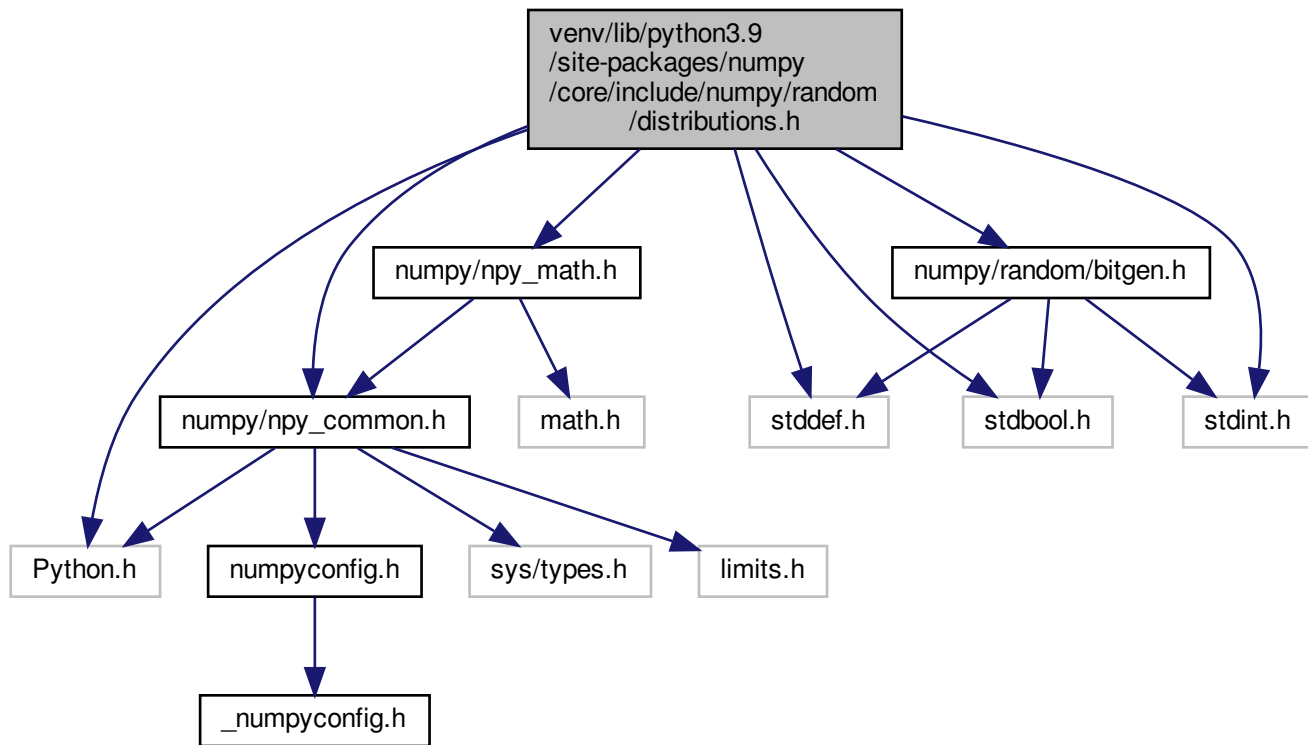 venv/lib/python3.9
/site-packages/numpy
/core/include/numpy/random
/distributions.h
numpy/npy_math.h
numpy/random/bitgen.h
numpy/npy_common.h
math.h
stddef.h
stdbool.h
stdint.h
Python.h
numpyconfig.h
sys/types.h
limits.h
_numpyconfig.h